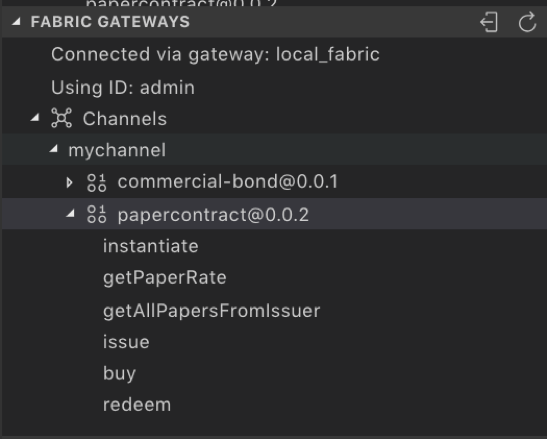 papercontract@0.0.2
FABRIC GATEWAYS
Connected via gateway: local_fabric
Using ID: admin
Channels
mychannel
commercial-bond@0.0.1
papercontract@0.0.2
instantiate
getPaperRate
getAllPapersFromIssuer
issue
buy
redeem